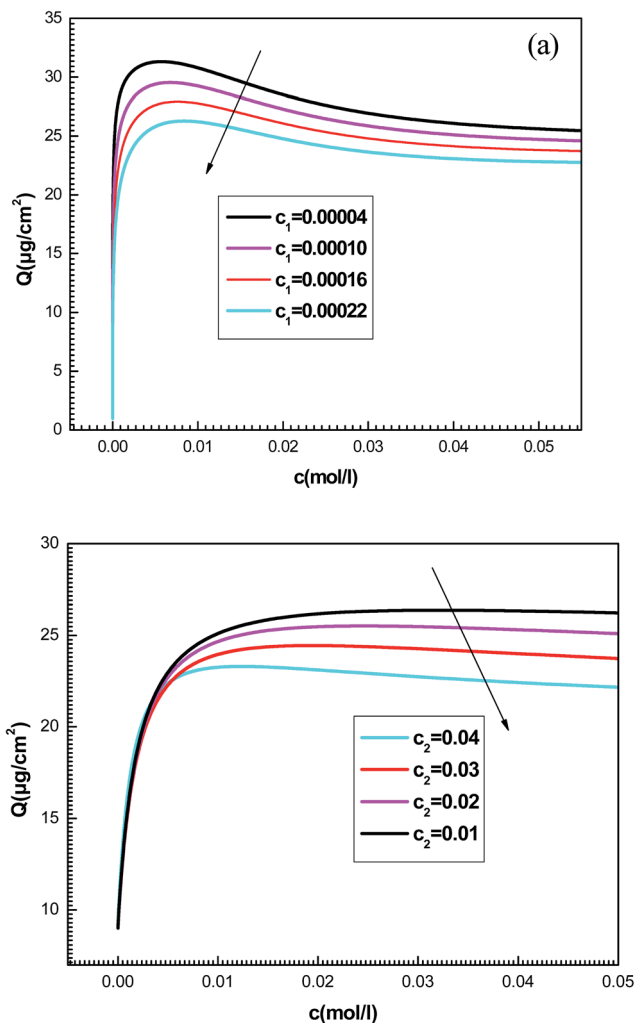 (a)
35
30
25
20
15
10
5
0
Q(µg/cm²)
c₁=0.00004
c₁=0.00010
c₁=0.00016
c₁=0.00022
0.00 0.01 0.02 0.03 0.04 0.05
c(mol/l)
30
25
20
15
10
Q(µg/cm²)
c₂=0.04
c₂=0.03
c₂=0.02
c₂=0.01
0.00 0.01 0.02 0.03 0.04 0.05
c(mol/l)